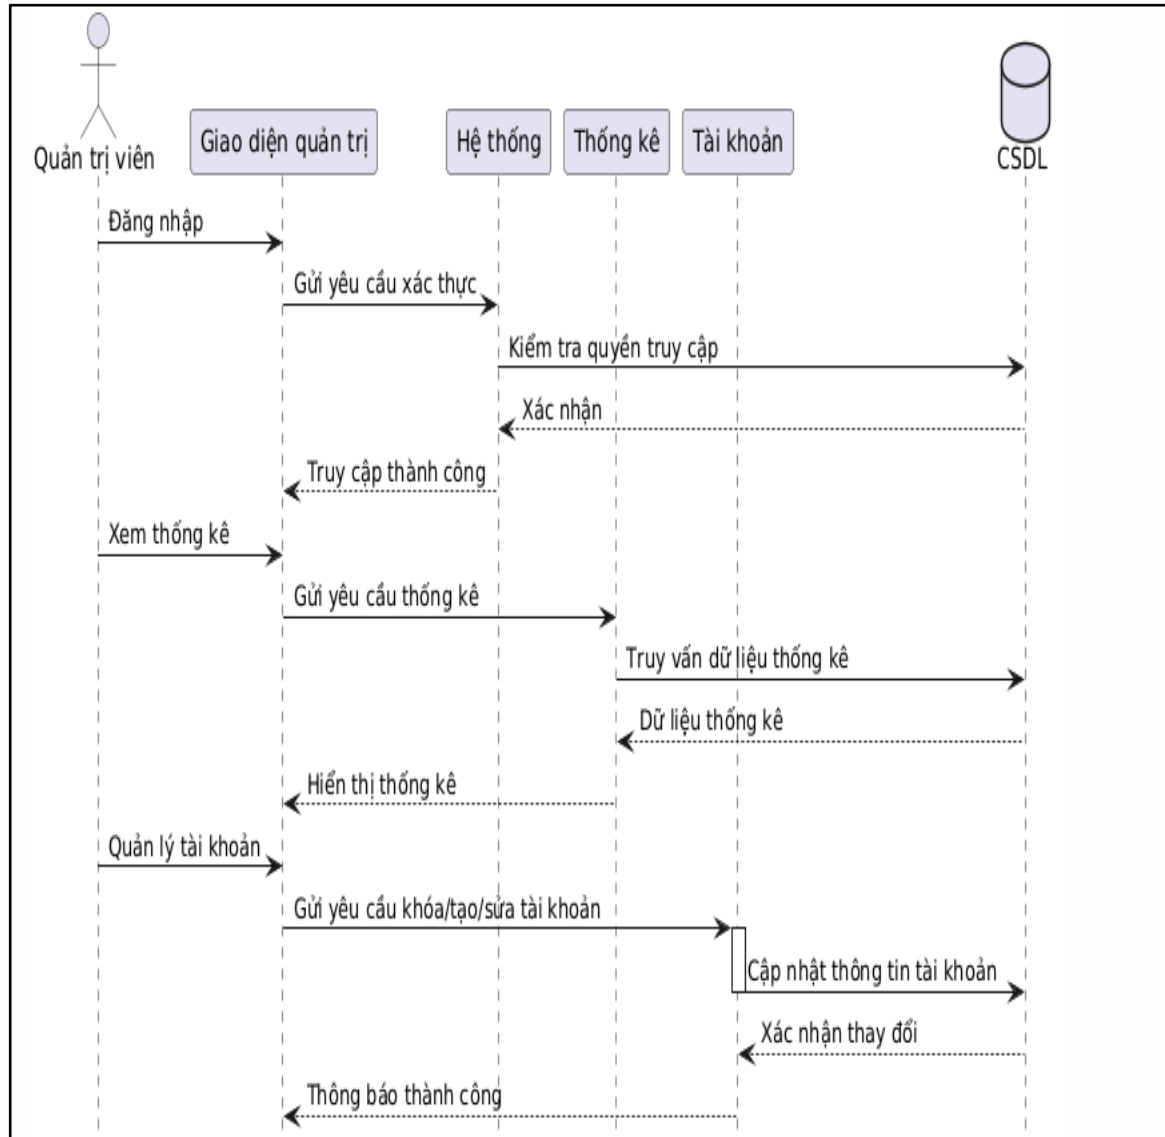 Quản trị viên
Giao diện quản trị
Hệ thống
Thống kê
Tài khoản
CSDL
Đăng nhập
Gửi yêu cầu xác thực
Kiểm tra quyền truy cập
Xác nhận
Truy cập thành công
Xem thống kê
Gửi yêu cầu thống kê
Truy vấn dữ liệu thống kê
Dữ liệu thống kê
Hiển thị thống kê
Quản lý tài khoản
Gửi yêu cầu khóa/tạo/sửa tài khoản
Cập nhật thông tin tài khoản
Xác nhận thay đổi
Thông báo thành công